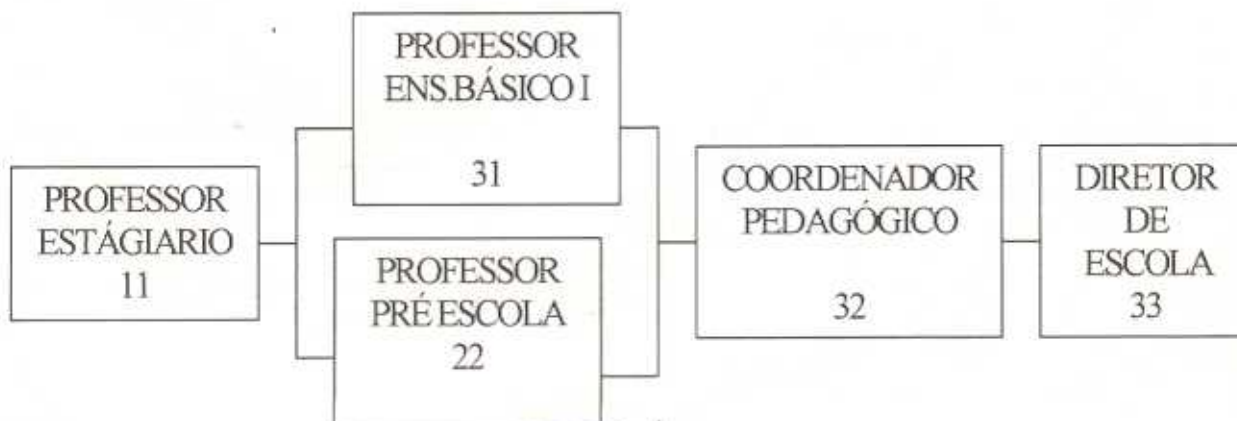 PROFESSOR
ESTÁGIARIO
11
PROFESSOR
ENS.BÁSICO I
31
PROFESSOR
PRÉ ESCOLA
22
COORDENADOR
PEDAGÓGICO
32
DIRETOR
DE
ESCOLA
33